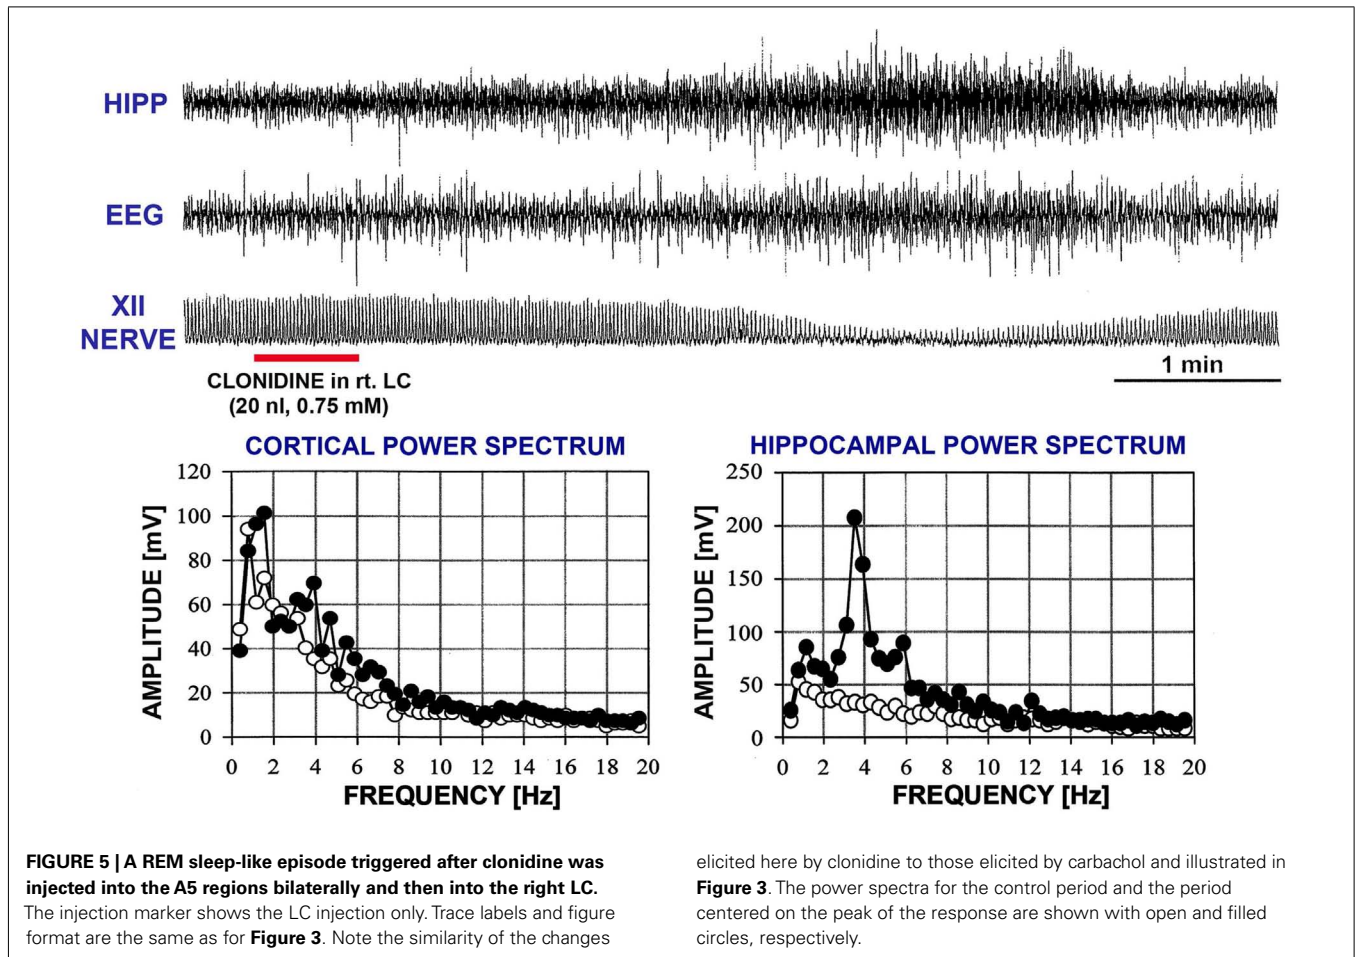 HIPP
EEG
XII
NERVE
1 min
CLONIDINE in rt. LC
(20 nl, 0.75 mM)
CORTICAL POWER SPECTRUM
120
100
80
60
40
20
0
AMPLITUDE [mV]
0 2 4 6 8 10 12 14 16 18 20
FREQUENCY [Hz]
HIPPOCAMPAL POWER SPECTRUM
250
200
150
100
50
0
AMPLITUDE [mV]
0 2 4 6 8 10 12 14 16 18 20
FREQUENCY [Hz]
FIGURE 5 | A REM sleep-like episode triggered after clonidine was
injected into the A5 regions bilaterally and then into the right LC.
The injection marker shows the LC injection only. Trace labels and figure
format are the same as for Figure 3. Note the similarity of the changes
elicited here by clonidine to those elicited by carbachol and illustrated in
Figure 3. The power spectra for the control period and the period
centered on the peak of the response are shown with open and filled
circles, respectively.